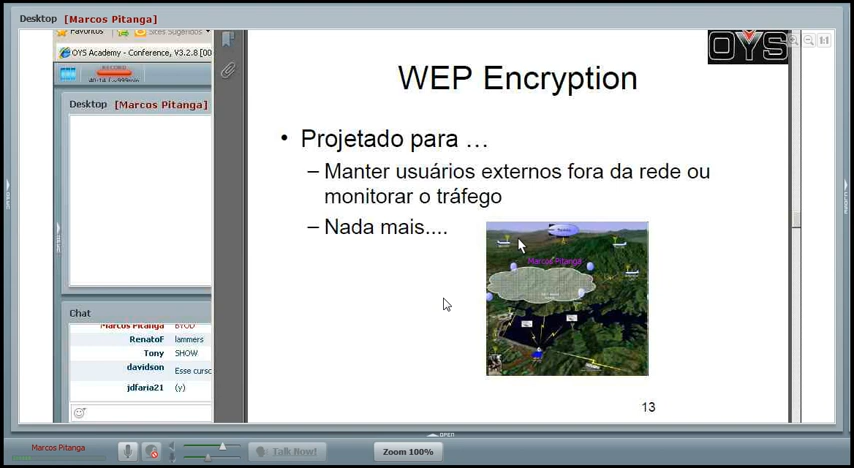 Desktop [Marcos Pitanga]
Favoritos
Sites Sugeridos
OYS Academy - Conference, V3.2.8 [00
OYS
WEP Encryption
Desktop [Marcos Pitanga]
• Projetado para …
– Manter usuários externos fora da rede ou
monitorar o tráfego
– Nada mais....
Marcos Pitanga
Chat
Marcos Pitanga BYOD
RenatoF lammers
Tony SHOW
davidson Esse curso
jdfaria21 (y)
13
OPEN
Marcos Pitanga
Talk Now!
Zoom 100%